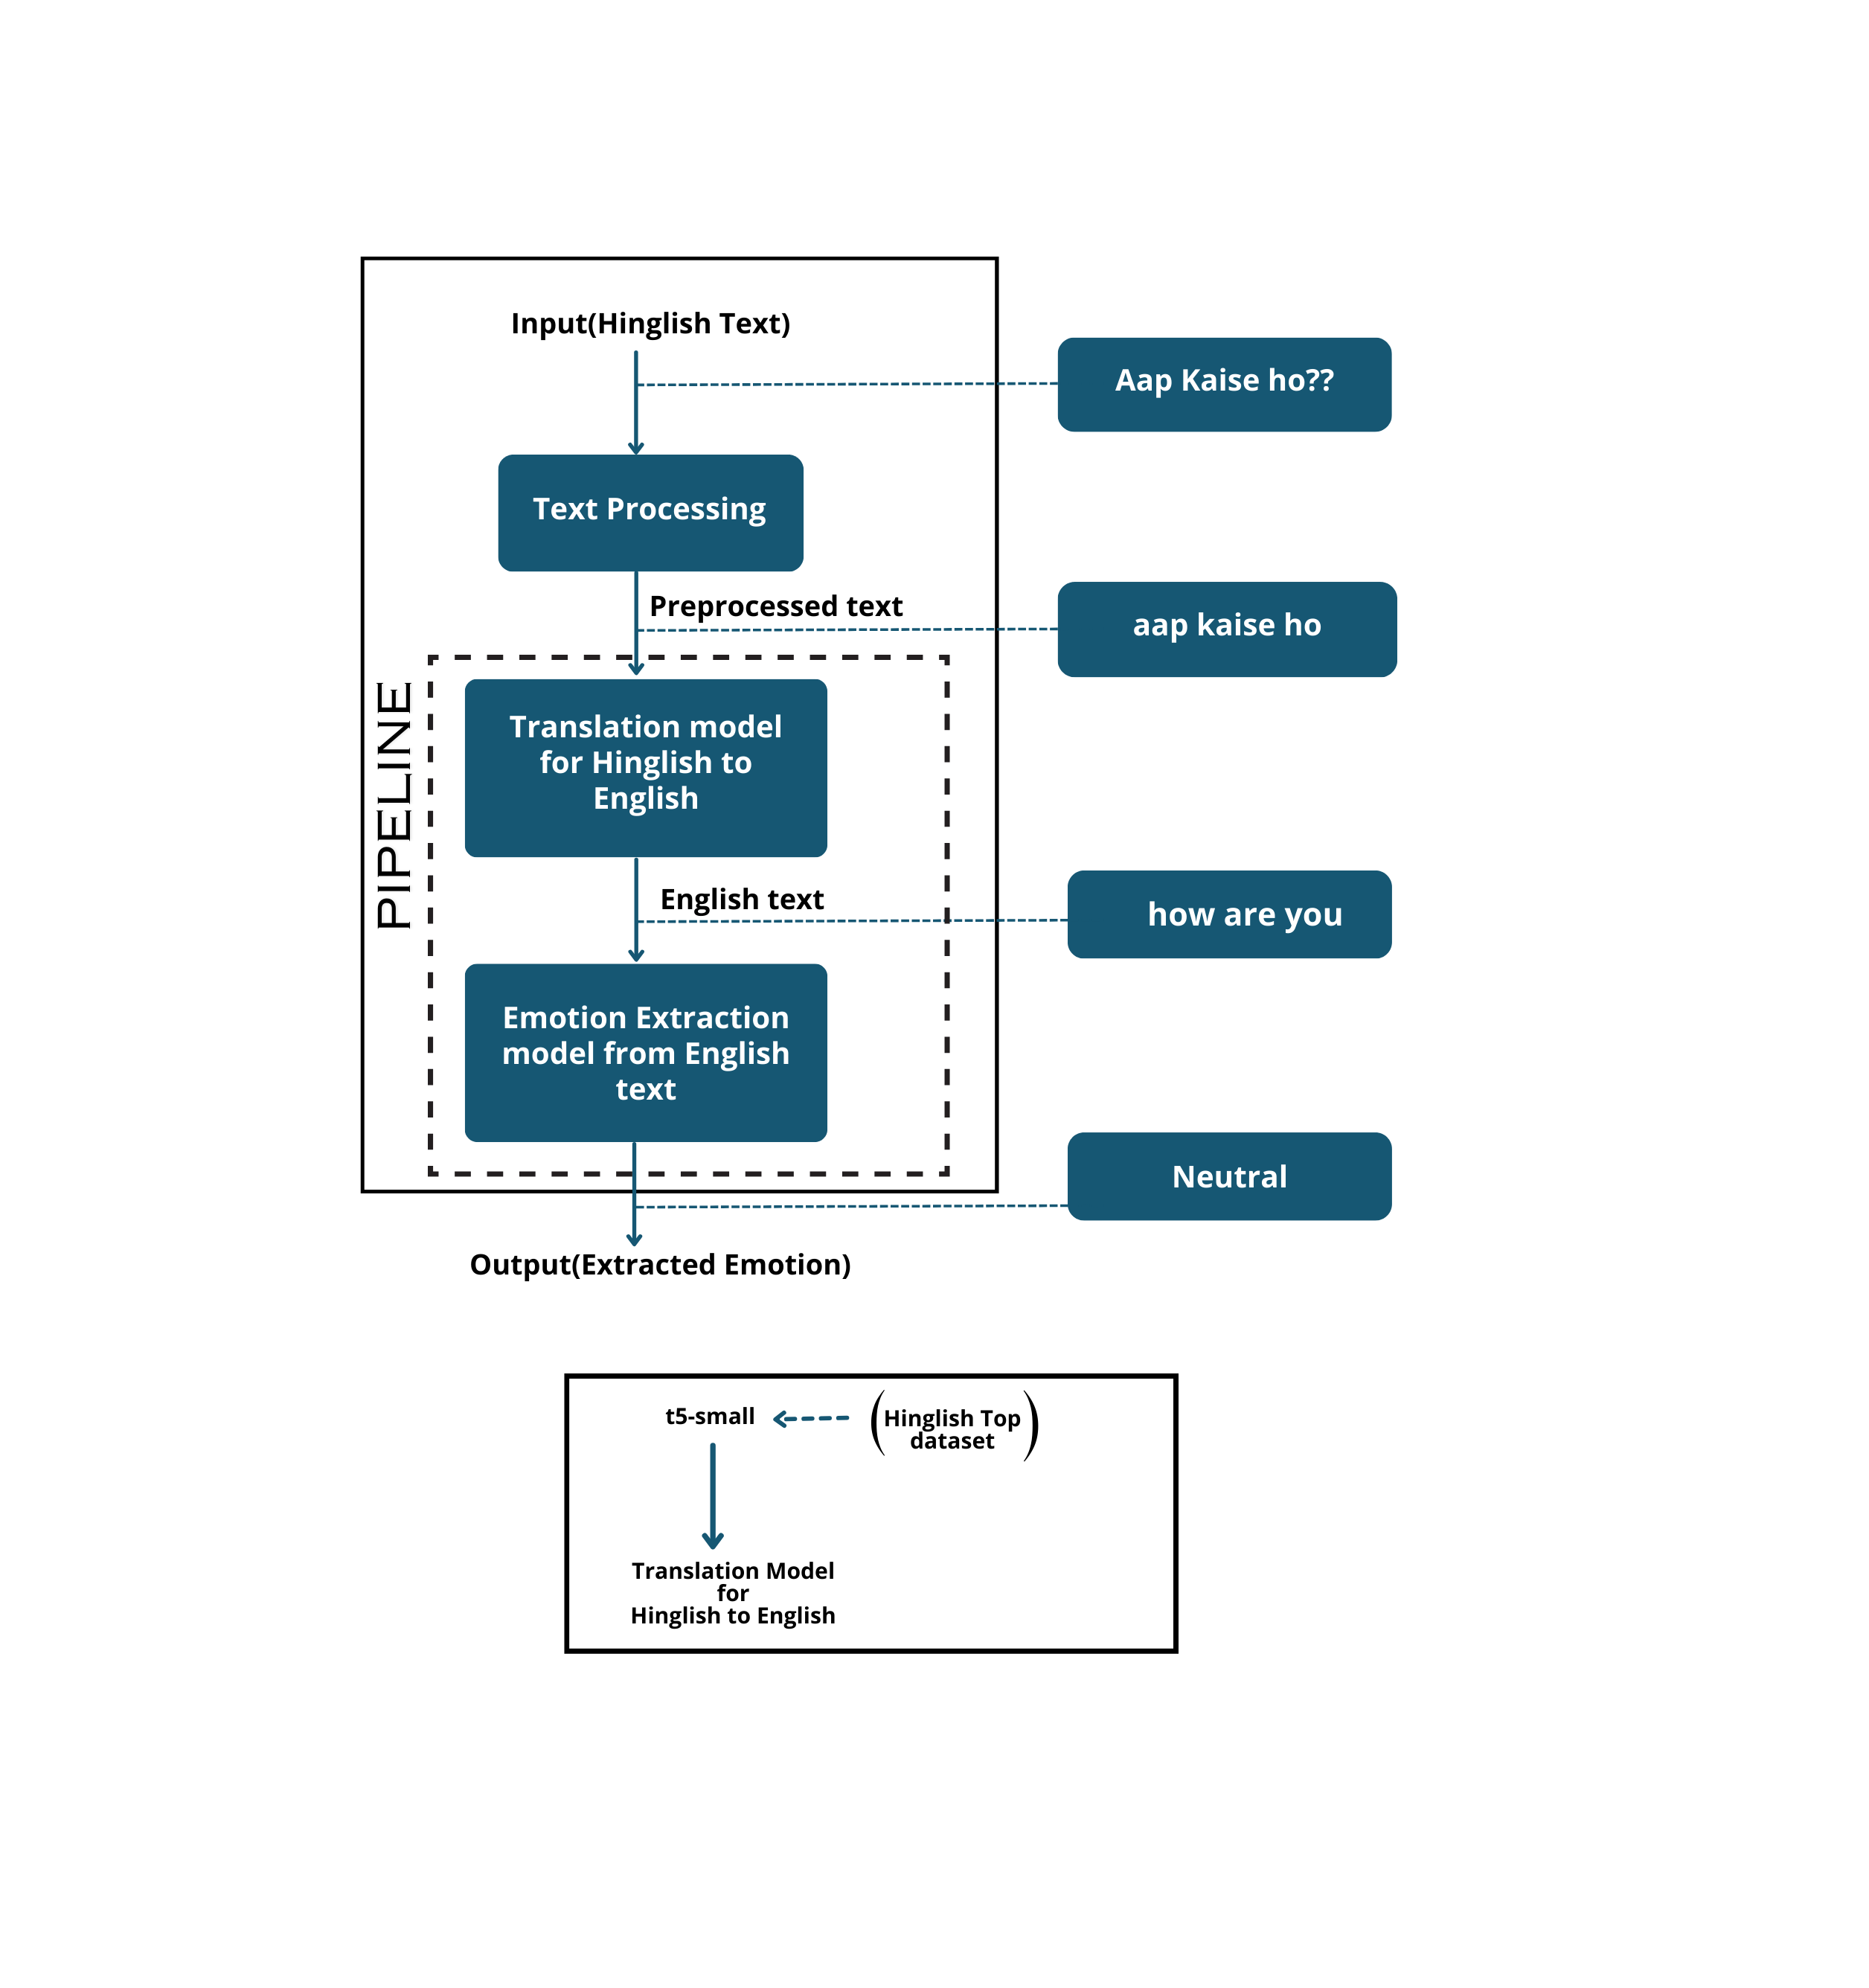 Input(Hinglish Text)
Aap Kaise ho??
Text Processing
Preprocessed text
aap kaise ho
PIPELINE
Translation model
for Hinglish to
English
English text
how are you
Emotion Extraction
model from English
text
Neutral
Output(Extracted Emotion)
t5-small
(Hinglish Top
dataset)
Translation Model
for
Hinglish to English